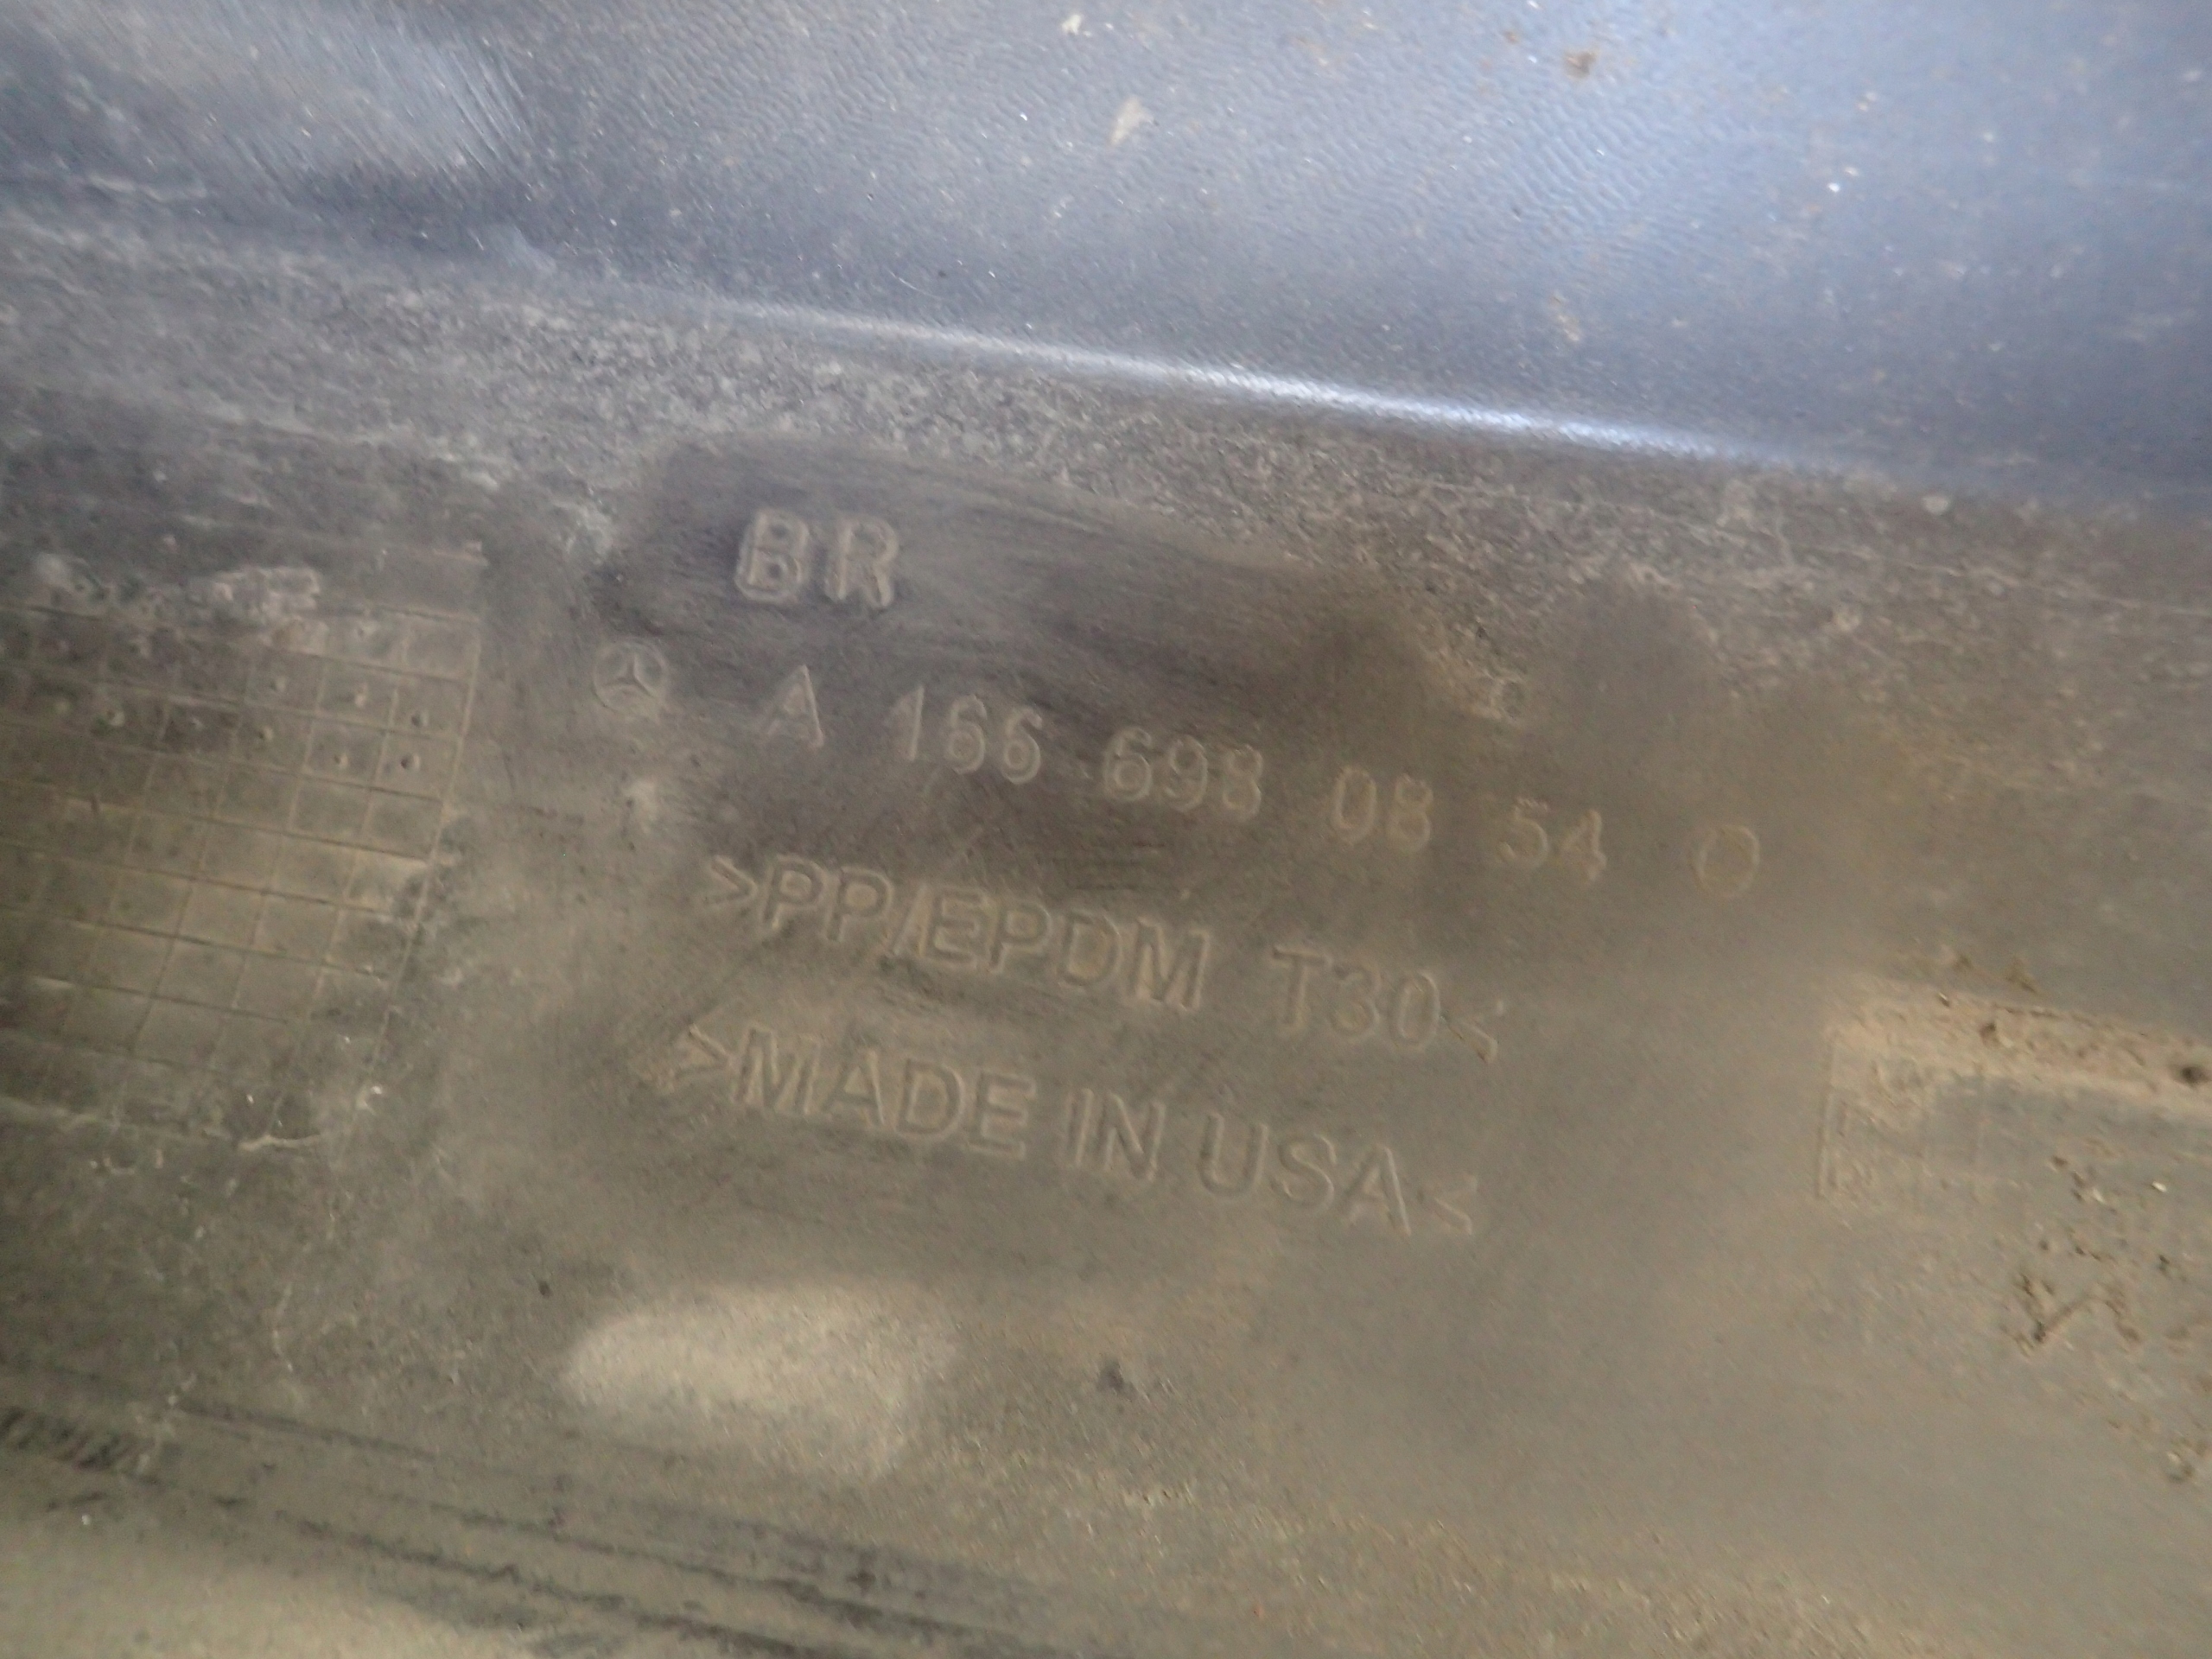 BR
A 166 698 08 54
>PP/EPDM T30<
>MADE IN USA<